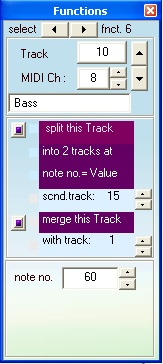 Functions
select fnct. 6
Track 10
MIDI Ch : 8
Bass
split this Track
into 2 tracks at
note no.= Value
scnd.track: 15
merge this Track
with track: 1
note no. 60